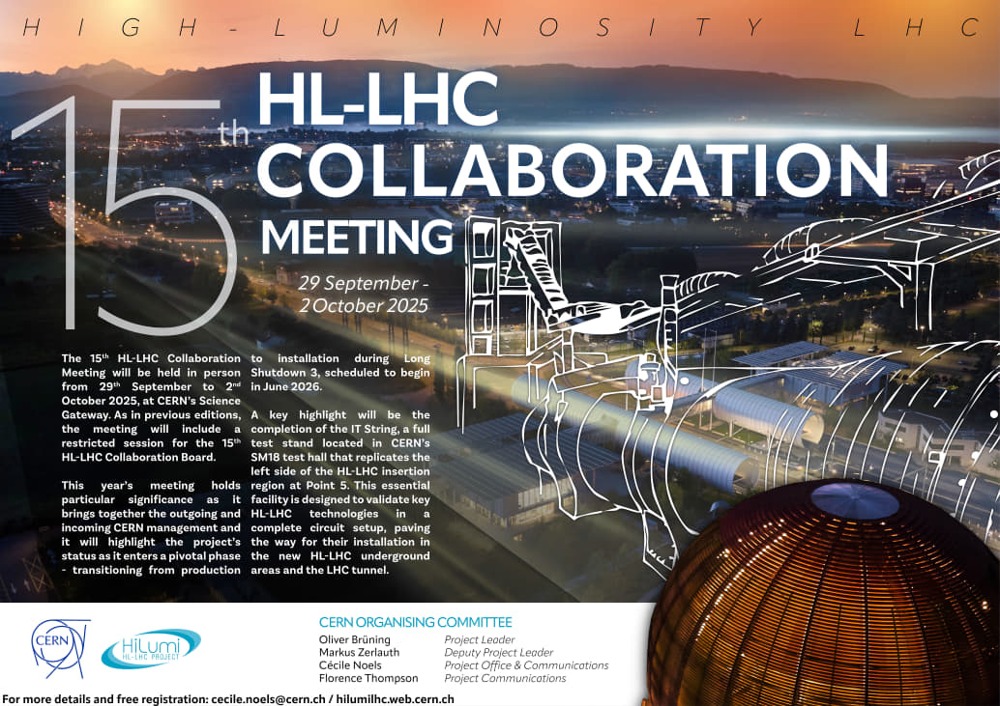 HIGH-LUMINOSITY LHC
15th
HL-LHC
COLLABORATION
MEETING
29 September -
2 October 2025
The 15th HL-LHC Collaboration
Meeting will be held in person
from 29th September to 2nd
October 2025, at CERN's Science
Gateway. As in previous editions,
the meeting will include a
restricted session for the 15th
HL-LHC Collaboration Board.
This year's meeting holds
particular significance as it
brings together the outgoing and
incoming CERN management and
it will highlight the project's
status as it enters a pivotal phase
- transitioning from production
to installation during Long
Shutdown 3, scheduled to begin
in June 2026.
A key highlight will be the
completion of the IT String, a full
test stand located in CERN's
SM18 test hall that replicates the
left side of the HL-LHC insertion
region at Point 5. This essential
facility is designed to validate key
HL-LHC technologies in a
complete circuit setup, paving
the way for their installation in
the new HL-LHC underground
areas and the LHC tunnel.
CERN
HiLumi
HL-LHC PROJECT
CERN ORGANISING COMMITTEE
Oliver Brüning Project Leader
Markus Zerlauth Deputy Project Leader
Cécile Noels Project Office & Communications
Florence Thompson Project Communications
For more details and free registration: cecile.noels@cern.ch / hilumilhc.web.cern.ch